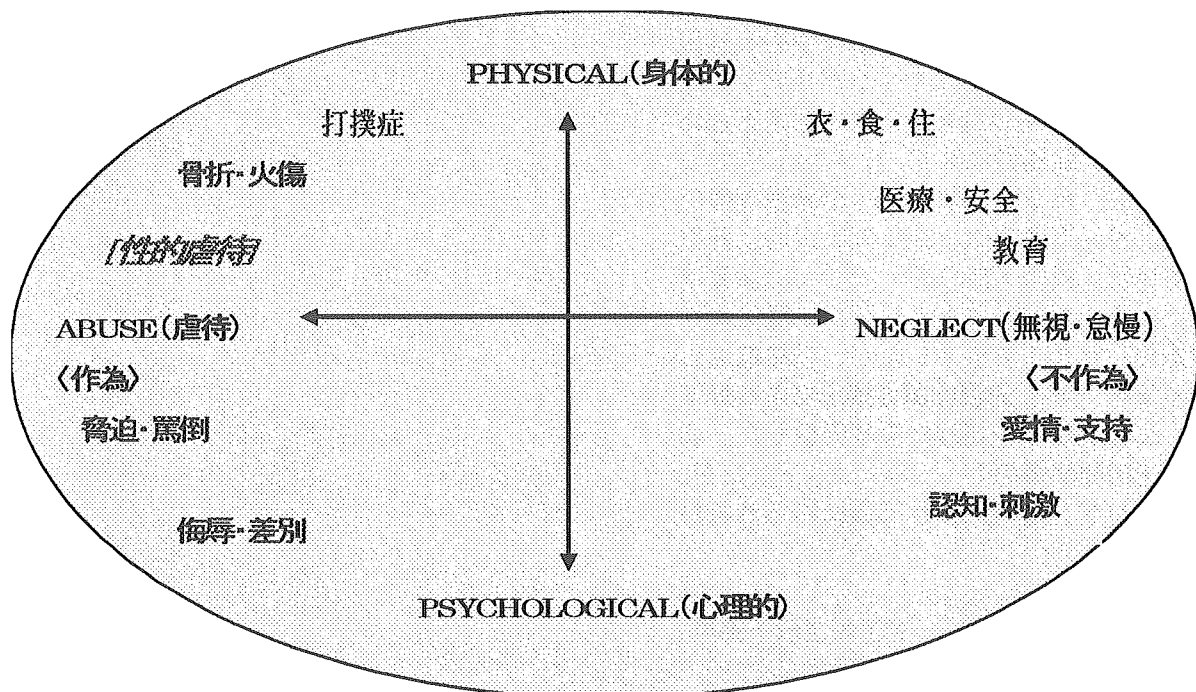 PHYSICAL(身体的)
打撲症
衣・食・住
骨折・火傷
医療・安全
[性的虐待]
教育
ABUSE(虐待)
NEGLECT(無視・怠慢)
〈作為〉
〈不作為〉
脅迫・罵倒
愛情・支持
侮辱・差別
認知・刺激
PSYCHOLOGICAL(心理的)